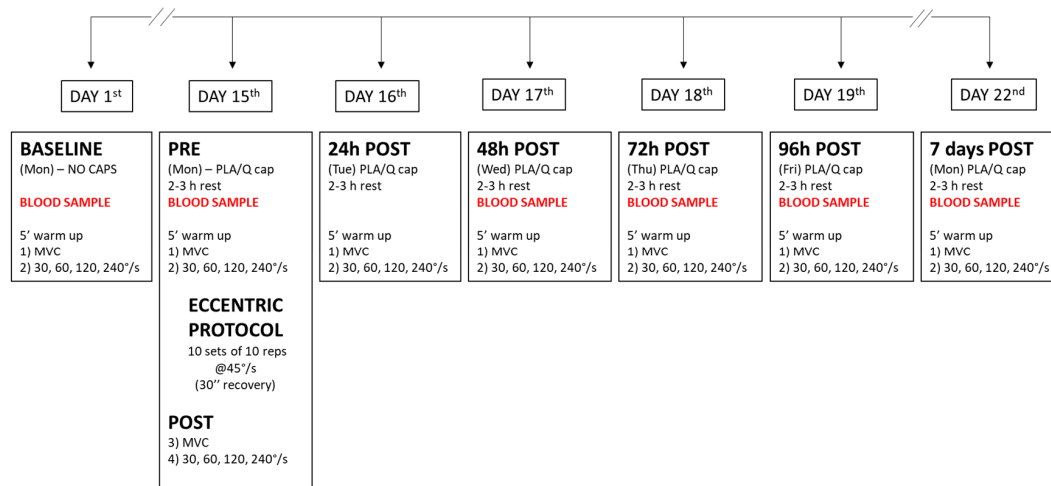 DAY 1st
DAY 15th
DAY 16th
DAY 17th
DAY 18th
DAY 19th
DAY 22nd
BASELINE
(Mon) – NO CAPS
BLOOD SAMPLE
5’ warm up
1) MVC
2) 30, 60, 120, 240°/s
PRE
(Mon) – PLA/Q cap
2-3 h rest
BLOOD SAMPLE
5’ warm up
1) MVC
2) 30, 60, 120, 240°/s
ECCENTRIC
PROTOCOL
10 sets of 10 reps
@45°/s
(30’’ recovery)
POST
3) MVC
4) 30, 60, 120, 240°/s
24h POST
(Tue) PLA/Q cap
2-3 h rest
5’ warm up
1) MVC
2) 30, 60, 120, 240°/s
48h POST
(Wed) PLA/Q cap
2-3 h rest
BLOOD SAMPLE
5’ warm up
1) MVC
2) 30, 60, 120, 240°/s
72h POST
(Thu) PLA/Q cap
2-3 h rest
BLOOD SAMPLE
5’ warm up
1) MVC
2) 30, 60, 120, 240°/s
96h POST
(Fri) PLA/Q cap
2-3 h rest
BLOOD SAMPLE
5’ warm up
1) MVC
2) 30, 60, 120, 240°/s
7 days POST
(Mon) PLA/Q cap
2-3 h rest
BLOOD SAMPLE
5’ warm up
1) MVC
2) 30, 60, 120, 240°/s